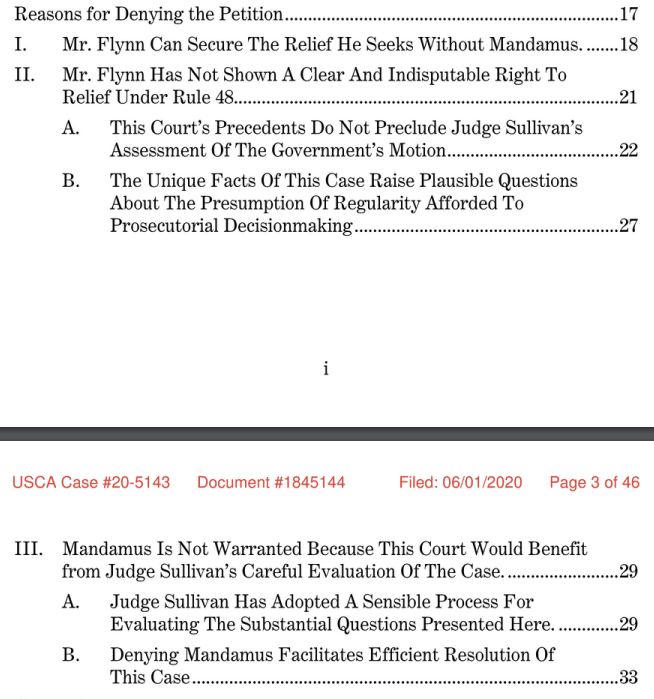 Reasons for Denying the Petition.......................................................................17
I. Mr. Flynn Can Secure The Relief He Seeks Without Mandamus. .......18
II. Mr. Flynn Has Not Shown A Clear And Indisputable Right To
Relief Under Rule 48..................................................................................21
A. This Court’s Precedents Do Not Preclude Judge Sullivan’s
Assessment Of The Government’s Motion.....................................22
B. The Unique Facts Of This Case Raise Plausible Questions
About The Presumption Of Regularity Afforded To
Prosecutorial Decisionmaking.........................................................27
i
USCA Case #20-5143 Document #1845144 Filed: 06/01/2020 Page 3 of 46
III. Mandamus Is Not Warranted Because This Court Would Benefit
from Judge Sullivan’s Careful Evaluation Of The Case. ........................29
A. Judge Sullivan Has Adopted A Sensible Process For
Evaluating The Substantial Questions Presented Here. .............29
B. Denying Mandamus Facilitates Efficient Resolution Of
This Case...........................................................................................33